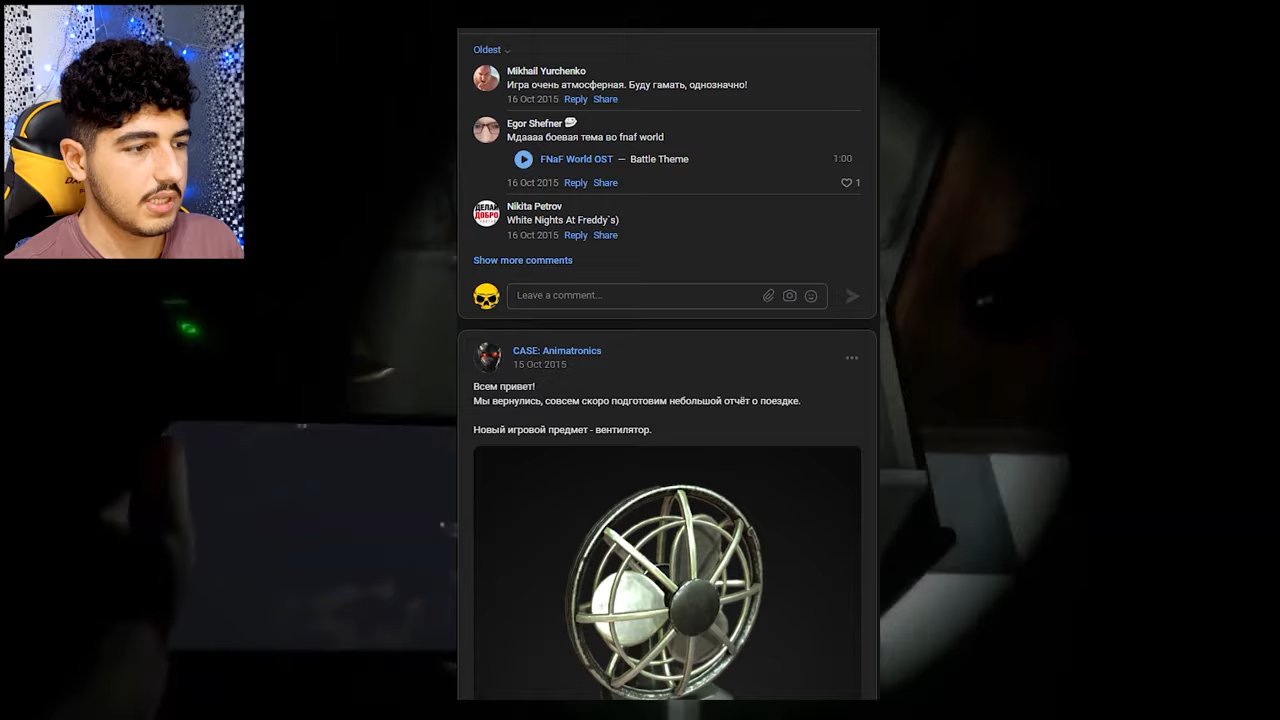 Oldest
Mikhail Yurchenko
Игра очень атмосферная. Буду гамать, однозначно!
16 Oct 2015 Reply Share
Egor Shefner
Мдаааа боевая тема во fnaf world
FNaF World OST — Battle Theme 1:00
16 Oct 2015 Reply Share 1
ДЕЛАЙ
ДОБРО
Nikita Petrov
White Nights At Freddy`s)
16 Oct 2015 Reply Share
Show more comments
Leave a comment...
CASE: Animatronics
15 Oct 2015
Всем привет!
Мы вернулись, совсем скоро подготовим небольшой отчёт о поездке.
Новый игровой предмет - вентилятор.